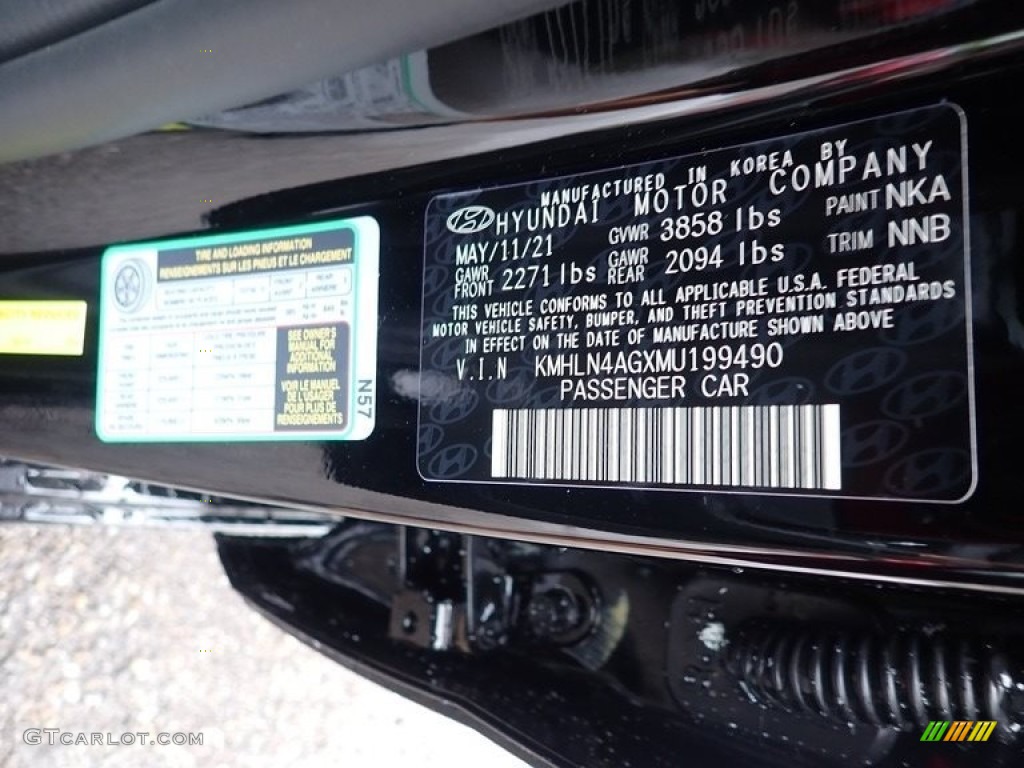 TIRE AND LOADING INFORMATION
RENSEIGNEMENTS SUR LES PNEUS ET LE CHARGEMENT
SEE OWNER'S
MANUAL FOR
ADDITIONAL
INFORMATION
VOIR LE MANUEL
DE L'USAGER
POUR PLUS DE
RENSEIGNEMENTS
N57
MANUFACTURED IN KOREA BY
HYUNDAI MOTOR COMPANY
MAY/11/21 GVWR 3858 lbs PAINT NKA
GAWR FRONT 2271 lbs GAWR REAR 2094 lbs TRIM NNB
THIS VEHICLE CONFORMS TO ALL APPLICABLE U.S.A. FEDERAL
MOTOR VEHICLE SAFETY, BUMPER, AND THEFT PREVENTION STANDARDS
IN EFFECT ON THE DATE OF MANUFACTURE SHOWN ABOVE
V.I.N KMHLN4AGXMU199490
PASSENGER CAR
GTCARLOT.COM